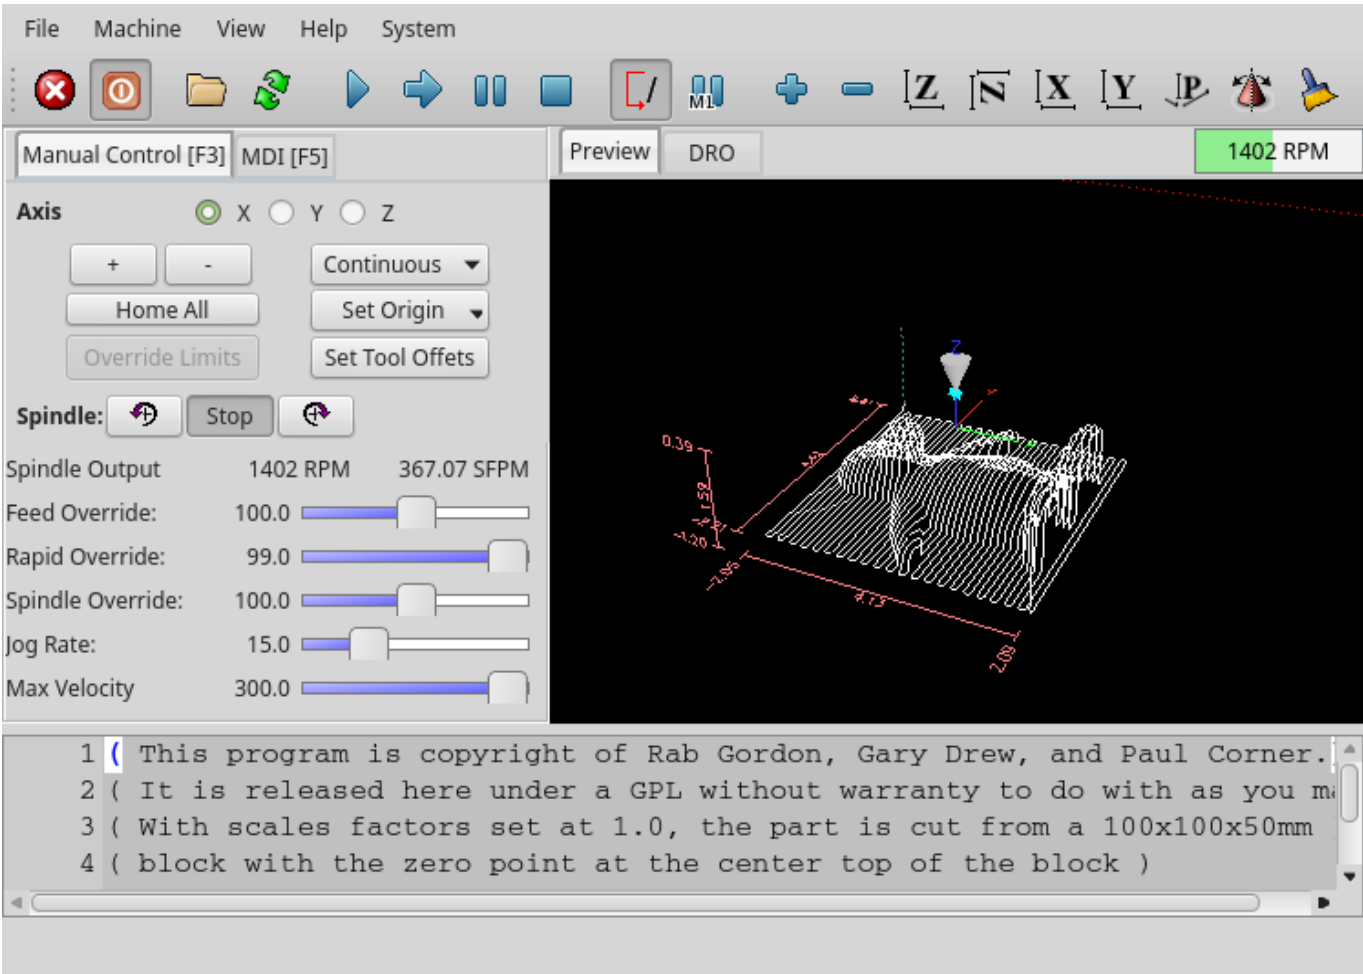 File Machine View Help System
M1 Z N X Y P
Manual Control [F3] MDI [F5] Preview DRO 1402 RPM
Axis X Y Z
+ - Continuous
Home All Set Origin
Override Limits Set Tool Offets
Spindle: Stop
Spindle Output 1402 RPM 367.07 SFPM
Feed Override: 100.0
Rapid Override: 99.0
Spindle Override: 100.0
Jog Rate: 15.0
Max Velocity 300.0
Z
0.39
-1.20
4.13
2.09
1 ( This program is copyright of Rab Gordon, Gary Drew, and Paul Corner.
2 ( It is released here under a GPL without warranty to do with as you
3 ( With scales factors set at 1.0, the part is cut from a 100x100x50mm
4 ( block with the zero point at the center top of the block )